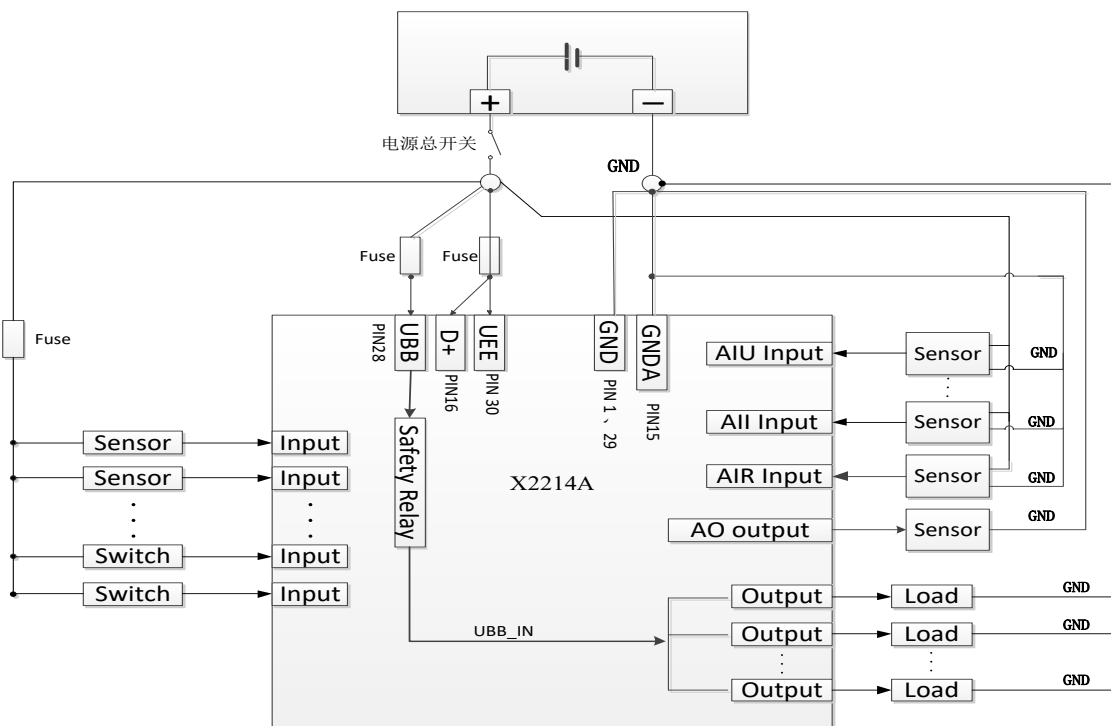 +
—
电源总开关
GND
Fuse
Fuse
Fuse
UBB
PIN28
D+
PIN16
UEE
PIN 30
GND
PIN 1 、 29
GNDA
PIN15
AIU Input
Sensor
GND
AII Input
Sensor
GND
AIR Input
Sensor
GND
AO output
Sensor
GND
Safety Relay
X2214A
Sensor
Input
Sensor
Input
Switch
Input
Switch
Input
UBB_IN
Output
Load
GND
Output
Load
GND
Output
Load
GND